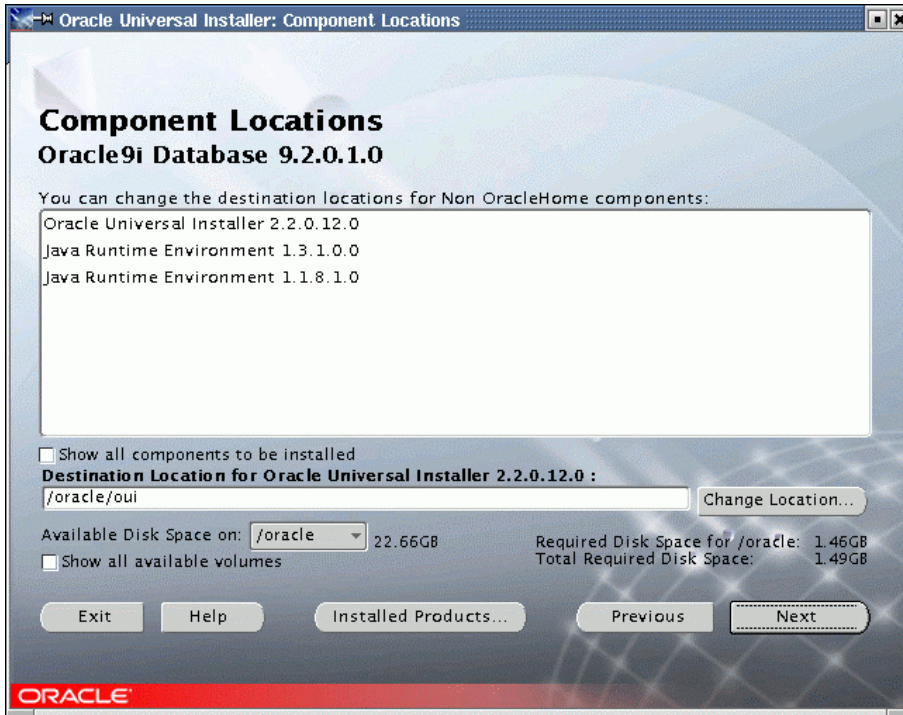 Oracle Universal Installer: Component Locations
Component Locations
Oracle9i Database 9.2.0.1.0
You can change the destination locations for Non OracleHome components:
Oracle Universal Installer 2.2.0.12.0
Java Runtime Environment 1.3.1.0.0
Java Runtime Environment 1.1.8.1.0
Show all components to be installed
Destination Location for Oracle Universal Installer 2.2.0.12.0 :
/oracle/oui Change Location...
Available Disk Space on: /oracle 22.66GB Required Disk Space for /oracle: 1.46GB
Show all available volumes Total Required Disk Space: 1.49GB
Exit Help Installed Products... Previous Next
ORACLE